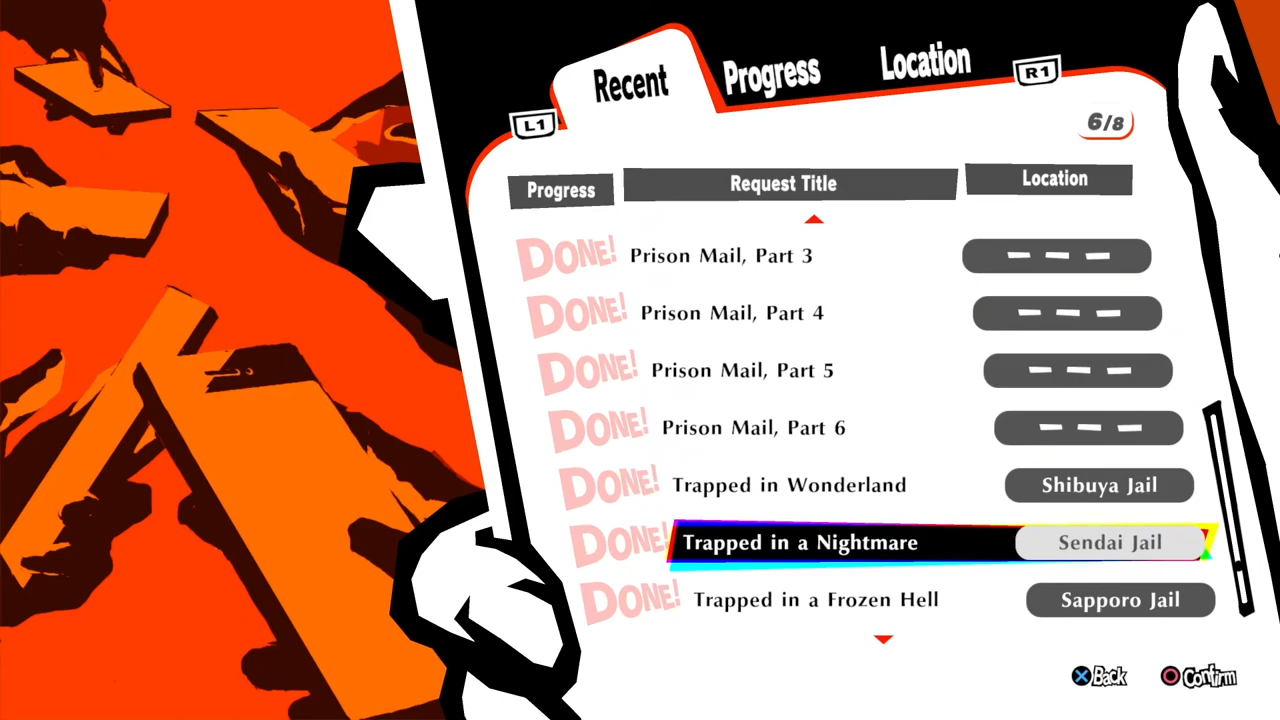 Recent Progress Location
L1 R1
6/8
Progress Request Title Location
DONE! Prison Mail, Part 3 — — —
DONE! Prison Mail, Part 4 — — —
DONE! Prison Mail, Part 5 — — —
DONE! Prison Mail, Part 6 — — —
DONE! Trapped in Wonderland Shibuya Jail
DONE! Trapped in a Nightmare Sendai Jail
DONE! Trapped in a Frozen Hell Sapporo Jail
Back Confirm